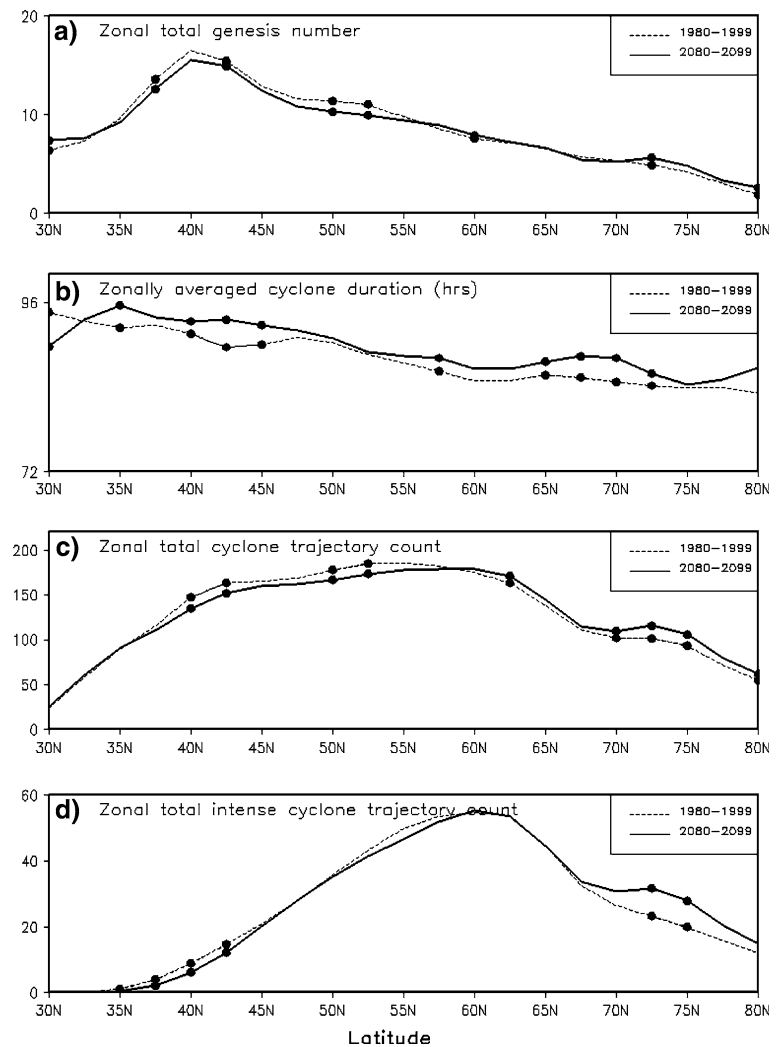 a) Zonal total genesis number
1980-1999
2080-2099
20
10
0
30N 35N 40N 45N 50N 55N 60N 65N 70N 75N 80N
b) Zonally averaged cyclone duration (hrs)
1980-1999
2080-2099
96
72
30N 35N 40N 45N 50N 55N 60N 65N 70N 75N 80N
c) Zonal total cyclone trajectory count
1980-1999
2080-2099
200
150
100
50
0
30N 35N 40N 45N 50N 55N 60N 65N 70N 75N 80N
d) Zonal total intense cyclone trajectory count
1980-1999
2080-2099
60
40
20
0
30N 35N 40N 45N 50N 55N 60N 65N 70N 75N 80N
Latitude